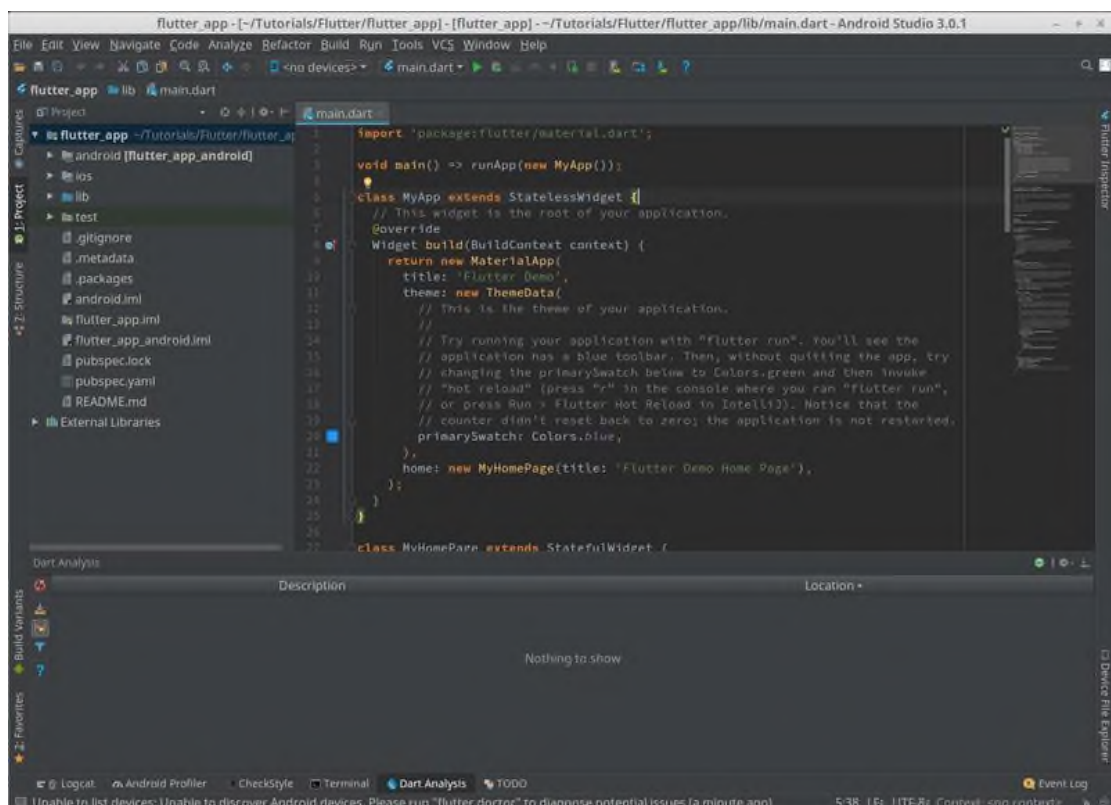 flutter_app - [~/Tutorials/Flutter/flutter_app] - [flutter_app] - ~/Tutorials/Flutter/flutter_app/lib/main.dart - Android Studio 3.0.1
File Edit View Navigate Code Analyze Refactor Build Run Tools VCS Window Help
<no devices> main.dart
flutter_app lib main.dart
Project
main.dart
Captures
1: Project
2: Structure
flutter_app ~/Tutorials/Flutter/flutter_ap
android [flutter_app_android]
ios
lib
test
.gitignore
.metadata
.packages
android.iml
flutter_app.iml
flutter_app_android.iml
pubspec.lock
pubspec.yaml
README.md
External Libraries
import 'package:flutter/material.dart';
void main() => runApp(new MyApp());
class MyApp extends StatelessWidget {
// This widget is the root of your application.
@override
Widget build(BuildContext context) {
return new MaterialApp(
title: 'Flutter Demo',
theme: new ThemeData(
// This is the theme of your application.
//
// Try running your application with "flutter run". You'll see the
// application has a blue toolbar. Then, without quitting the app, try
// changing the primarySwatch below to Colors.green and then invoke
// "hot reload" (press "r" in the console where you ran "flutter run",
// or press Run > Flutter Hot Reload in IntelliJ). Notice that the
// counter didn't reset back to zero; the application is not restarted.
primarySwatch: Colors.blue,
),
home: new MyHomePage(title: 'Flutter Demo Home Page'),
);
}
}
class MyHomePage extends StatefulWidget {
Flutter Inspector
Dart Analysis
Description Location
Nothing to show
Build Variants
2: Favorites
Device File Explorer
6: Logcat Android Profiler CheckStyle Terminal Dart Analysis TODO Event Log
Unable to list devices: Unable to discover Android devices. Please run "flutter doctor" to diagnose potential issues (a minute ago) 5:38 LF: UTF-8: Context: <no context>